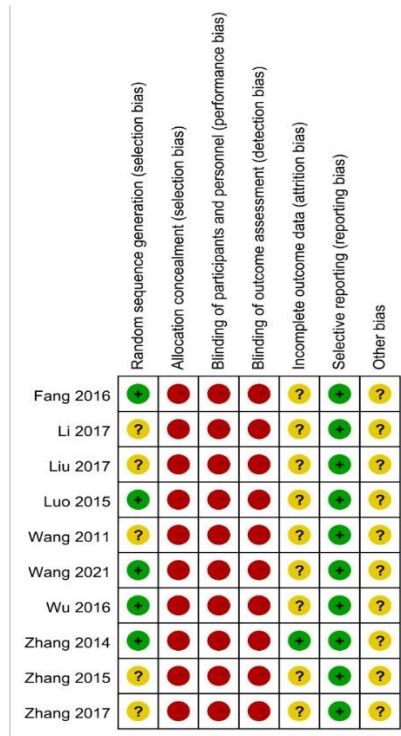 Random sequence generation (selection bias)
Allocation concealment (selection bias)
Blinding of participants and personnel (performance bias)
Blinding of outcome assessment (detection bias)
Incomplete outcome data (attrition bias)
Selective reporting (reporting bias)
Other bias
Fang 2016 + ? + ?
Li 2017 ? ? + ?
Liu 2017 ? ? + ?
Luo 2015 + ? + ?
Wang 2011 ? ? + ?
Wang 2021 + ? + ?
Wu 2016 + ? + ?
Zhang 2014 + + + ?
Zhang 2015 ? ? + ?
Zhang 2017 ? ? + ?